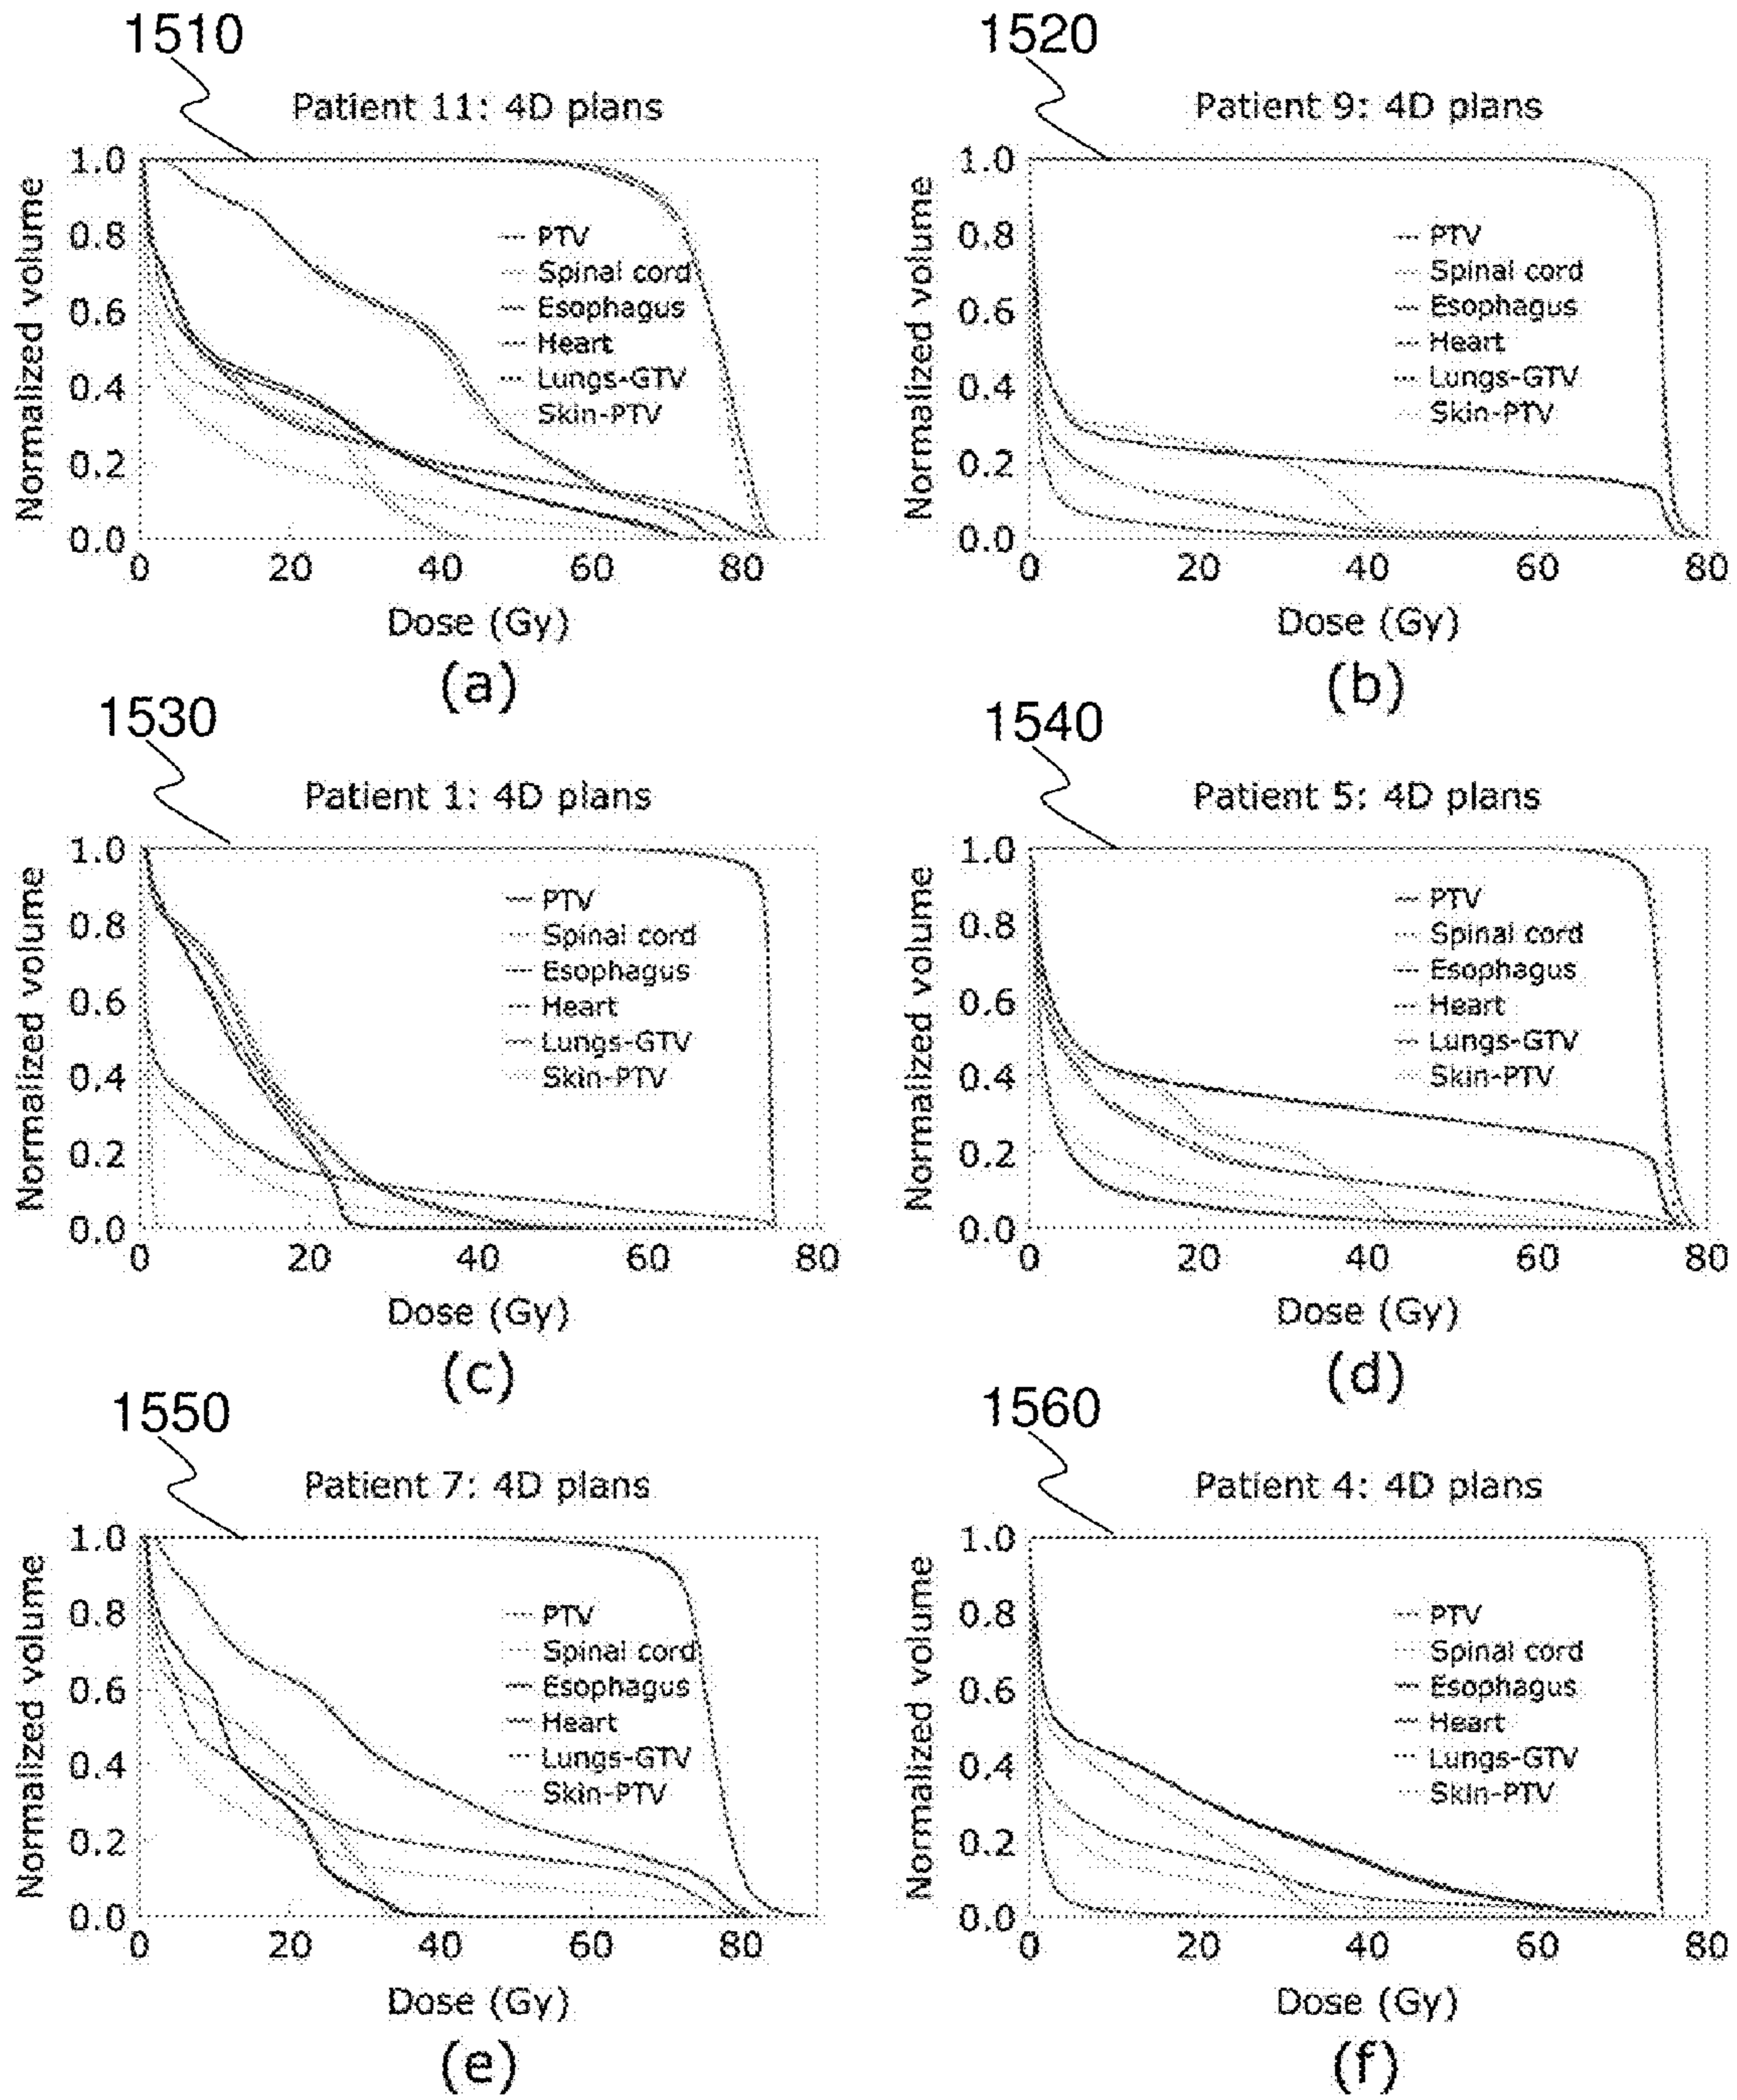 1510
1520
Patient 11: 4D plans
Patient 9: 4D plans
Normalized volume
1.0
0.8
0.6
0.4
0.2
0.0
PTV
Spinal cord
Esophagus
Heart
Lungs-GTV
Skin-PTV
0 20 40 60 80
Dose (Gy)
(a)
Normalized volume
1.0
0.8
0.6
0.4
0.2
0.0
PTV
Spinal cord
Esophagus
Heart
Lungs-GTV
Skin-PTV
0 20 40 60 80
Dose (Gy)
(b)
1530
1540
Patient 1: 4D plans
Patient 5: 4D plans
Normalized volume
1.0
0.8
0.6
0.4
0.2
0.0
PTV
Spinal cord
Esophagus
Heart
Lungs-GTV
Skin-PTV
0 20 40 60 80
Dose (Gy)
(c)
Normalized volume
1.0
0.8
0.6
0.4
0.2
0.0
PTV
Spinal cord
Esophagus
Heart
Lungs-GTV
Skin-PTV
0 20 40 60 80
Dose (Gy)
(d)
1550
1560
Patient 7: 4D plans
Patient 4: 4D plans
Normalized volume
1.0
0.8
0.6
0.4
0.2
0.0
PTV
Spinal cord
Esophagus
Heart
Lungs-GTV
Skin-PTV
0 20 40 60 80
Dose (Gy)
(e)
Normalized volume
1.0
0.8
0.6
0.4
0.2
0.0
PTV
Spinal cord
Esophagus
Heart
Lungs-GTV
Skin-PTV
0 20 40 60 80
Dose (Gy)
(f)